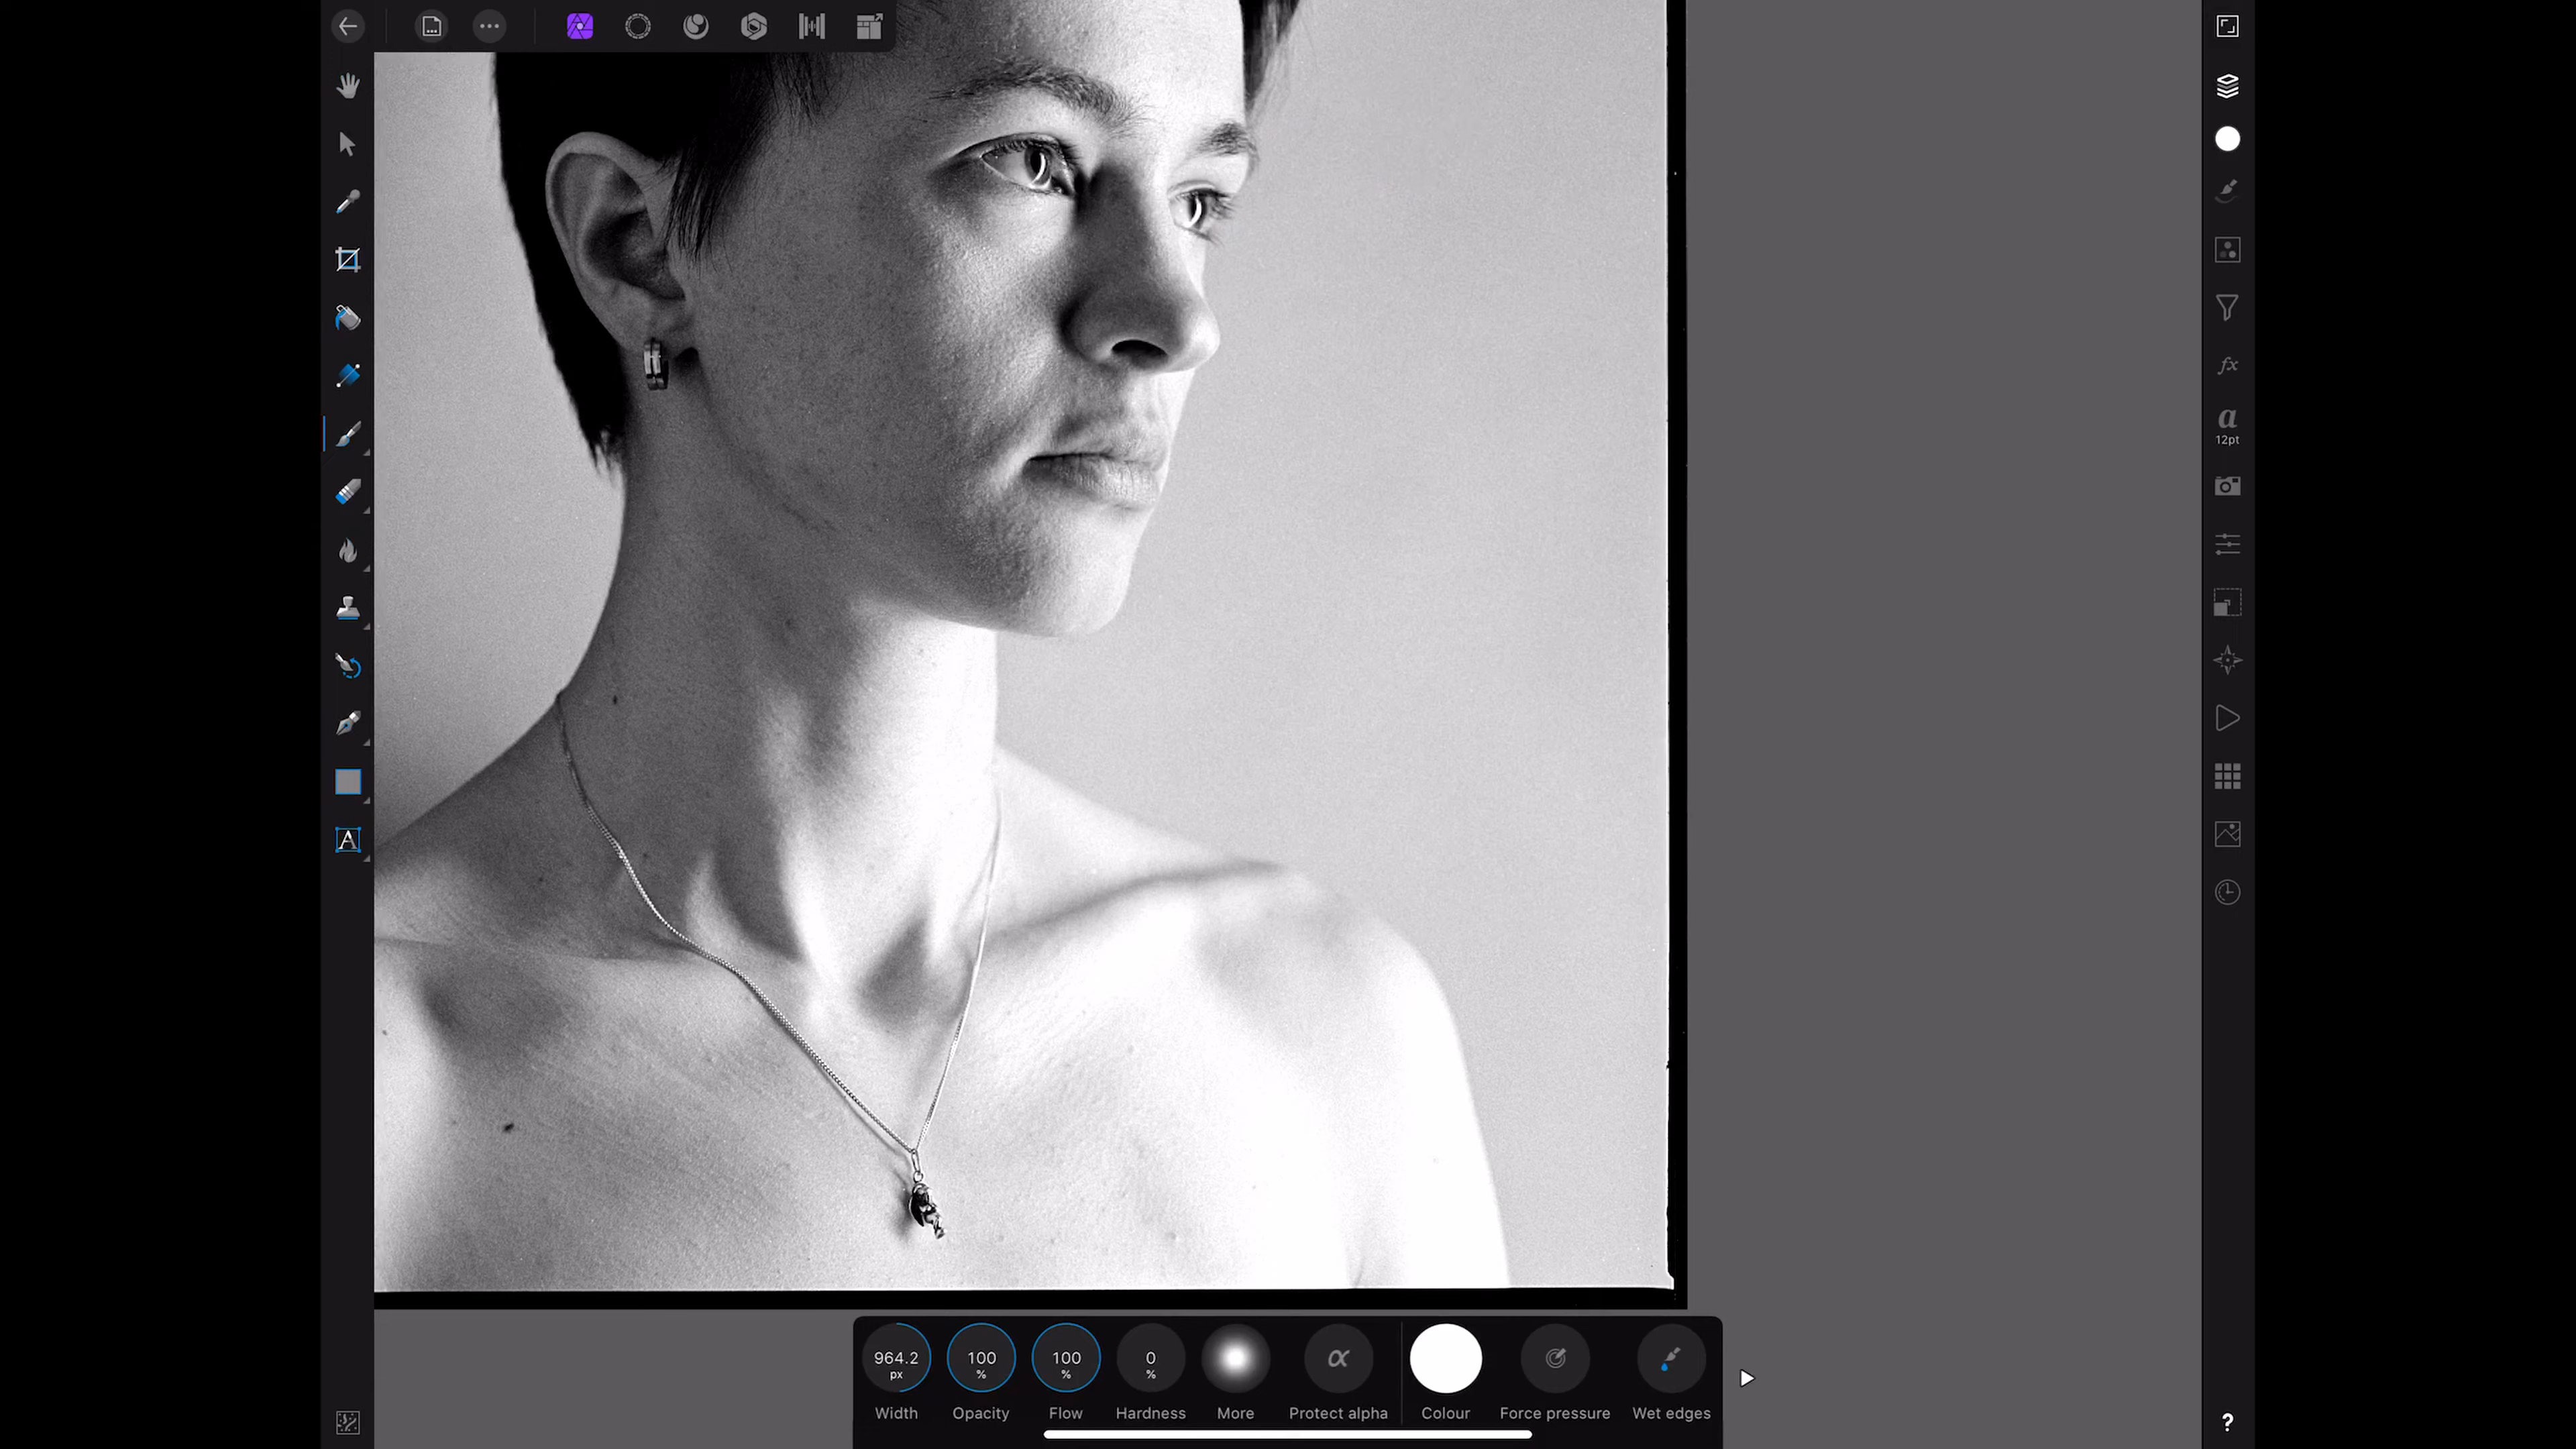 a
12pt
A
964.2 px
100 %
100 %
0 %
α
Width
Opacity
Flow
Hardness
More
Protect alpha
Colour
Force pressure
Wet edges
fx
?